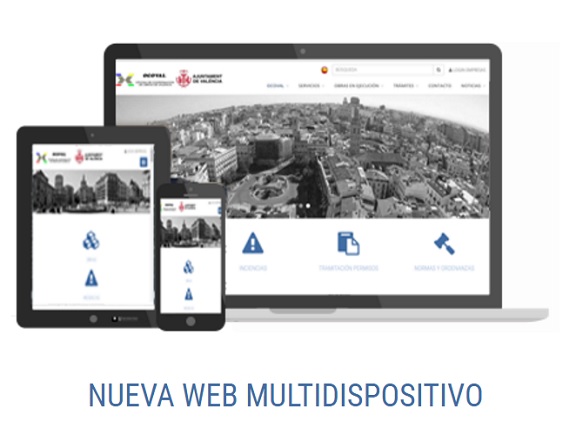 OCOVAL
AJUNTAMENT
DE VALÈNCIA
BÚSQUEDA
LOGIN EMPRESAS
OCOVAL
SERVICIOS
OBRAS EN EJECUCIÓN
TRÁMITES
CONTACTO
NOTICIAS
INCIDENCIAS
TRAMITACIÓN PERMISOS
NORMAS Y ORDENANZAS
NUEVA WEB MULTIDISPOSITIVO